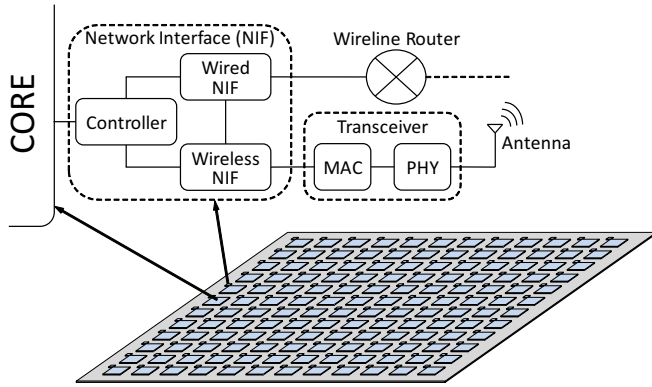 Network Interface (NIF)
Wireline Router
Wired
NIF
CORE
Controller
Transceiver
Wireless
NIF
MAC
PHY
Antenna